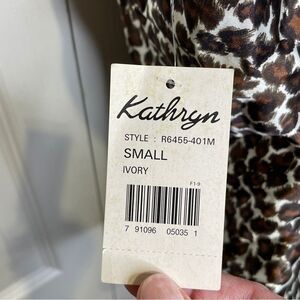 Kathryn
STYLE : R6455-401M
SMALL
IVORY
F1-9
7 91096 05035 1